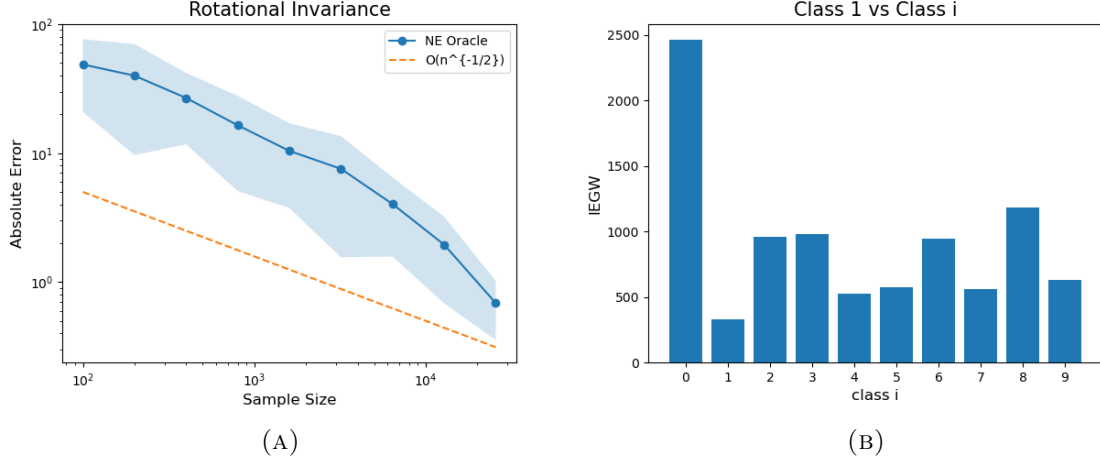 Rotational Invariance
10^2
10^1
10^0
Absolute Error
NE Oracle
O(n^{-1/2})
10^2
10^3
10^4
Sample Size
(A)
Class 1 vs Class i
2500
2000
1500
1000
500
0
IEGW
0 1 2 3 4 5 6 7 8 9
class i
(B)